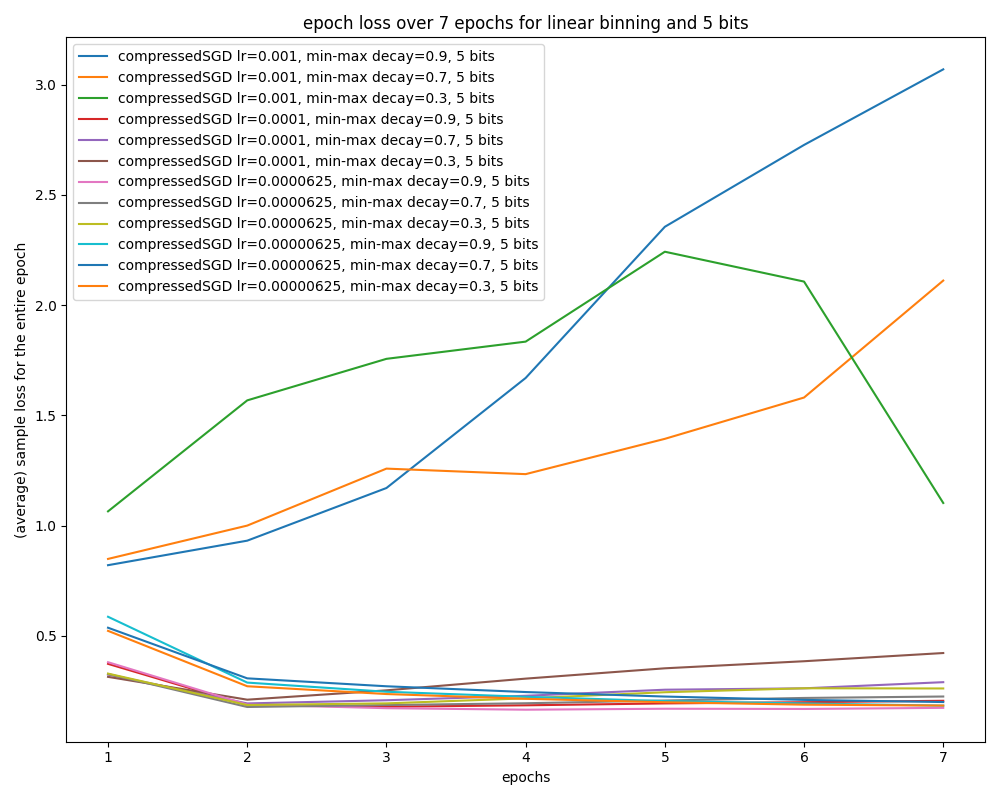 epoch loss over 7 epochs for linear binning and 5 bits
compressedSGD lr=0.001, min-max decay=0.9, 5 bits
compressedSGD lr=0.001, min-max decay=0.7, 5 bits
compressedSGD lr=0.001, min-max decay=0.3, 5 bits
compressedSGD lr=0.0001, min-max decay=0.9, 5 bits
compressedSGD lr=0.0001, min-max decay=0.7, 5 bits
compressedSGD lr=0.0001, min-max decay=0.3, 5 bits
compressedSGD lr=0.0000625, min-max decay=0.9, 5 bits
compressedSGD lr=0.0000625, min-max decay=0.7, 5 bits
compressedSGD lr=0.0000625, min-max decay=0.3, 5 bits
compressedSGD lr=0.00000625, min-max decay=0.9, 5 bits
compressedSGD lr=0.00000625, min-max decay=0.7, 5 bits
compressedSGD lr=0.00000625, min-max decay=0.3, 5 bits
(average) sample loss for the entire epoch
3.0
2.5
2.0
1.5
1.0
0.5
1 2 3 4 5 6 7
epochs